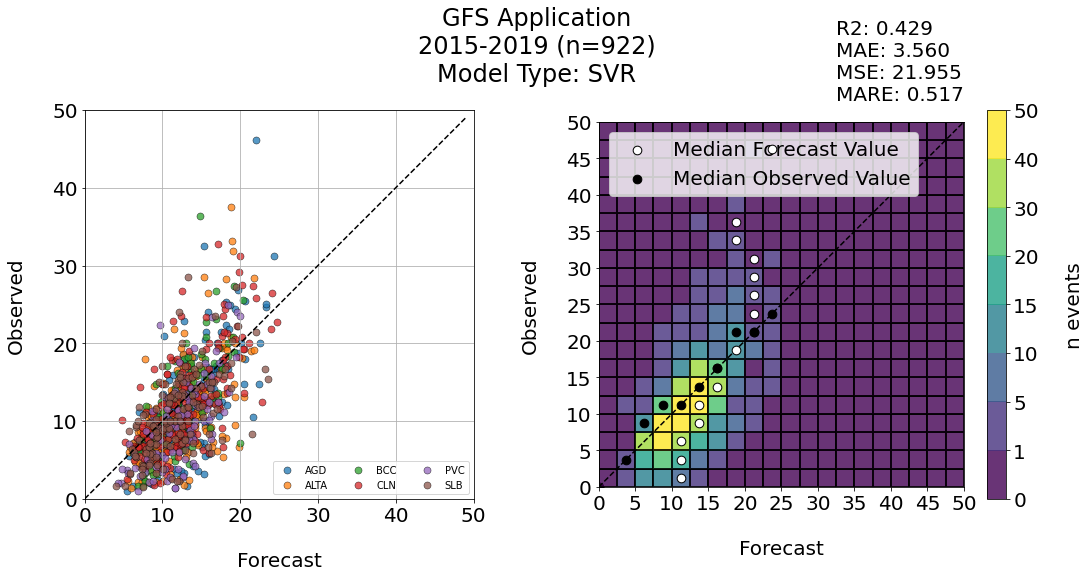 GFS Application
2015-2019 (n=922)
Model Type: SVR
R2: 0.429
MAE: 3.560
MSE: 21.955
MARE: 0.517
50
40
30
20
10
0
0
10
20
30
40
50
Observed
Forecast
AGD
BCC
PVC
ALTA
CLN
SLB
Median Forecast Value
Median Observed Value
50
45
40
35
30
25
20
15
10
5
0
0
5
10
15
20
25
30
35
40
45
50
Observed
Forecast
50
40
30
20
15
10
5
1
0
n events